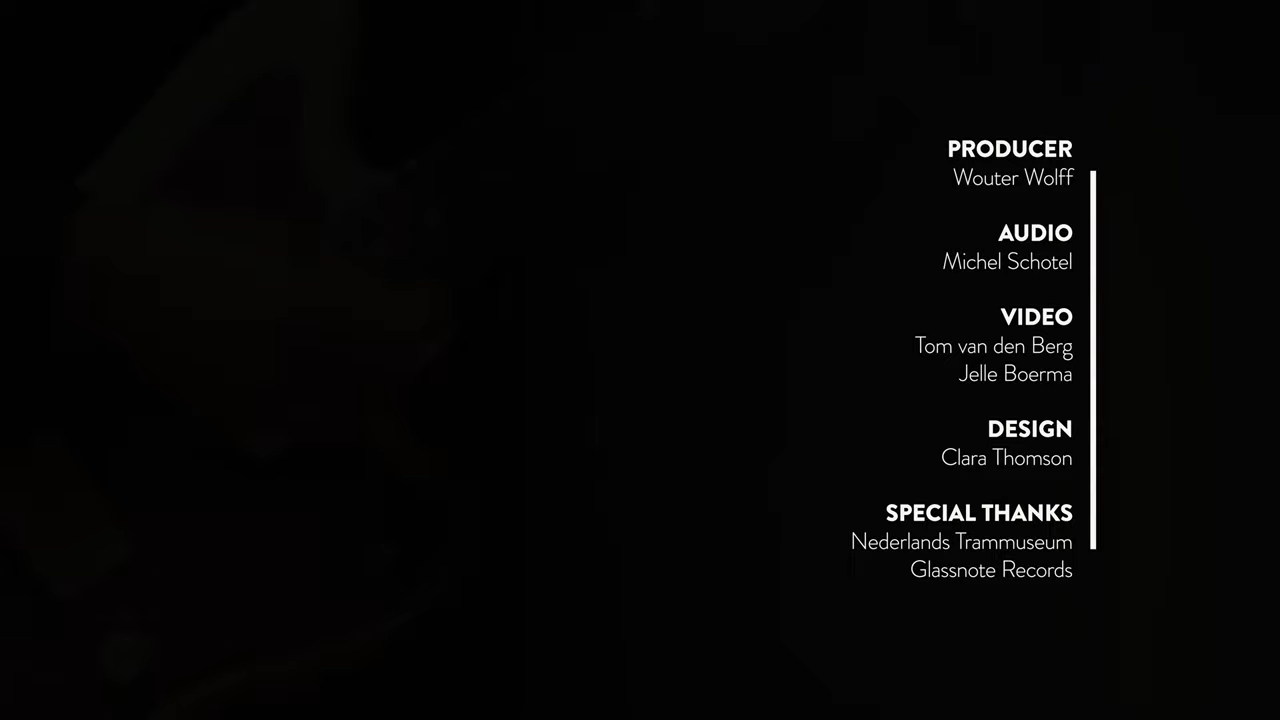 PRODUCER
Wouter Wolff
AUDIO
Michel Schotel
VIDEO
Tom van den Berg
Jelle Boerma
DESIGN
Clara Thomson
SPECIAL THANKS
Nederlands Trammuseum
Glassnote Records